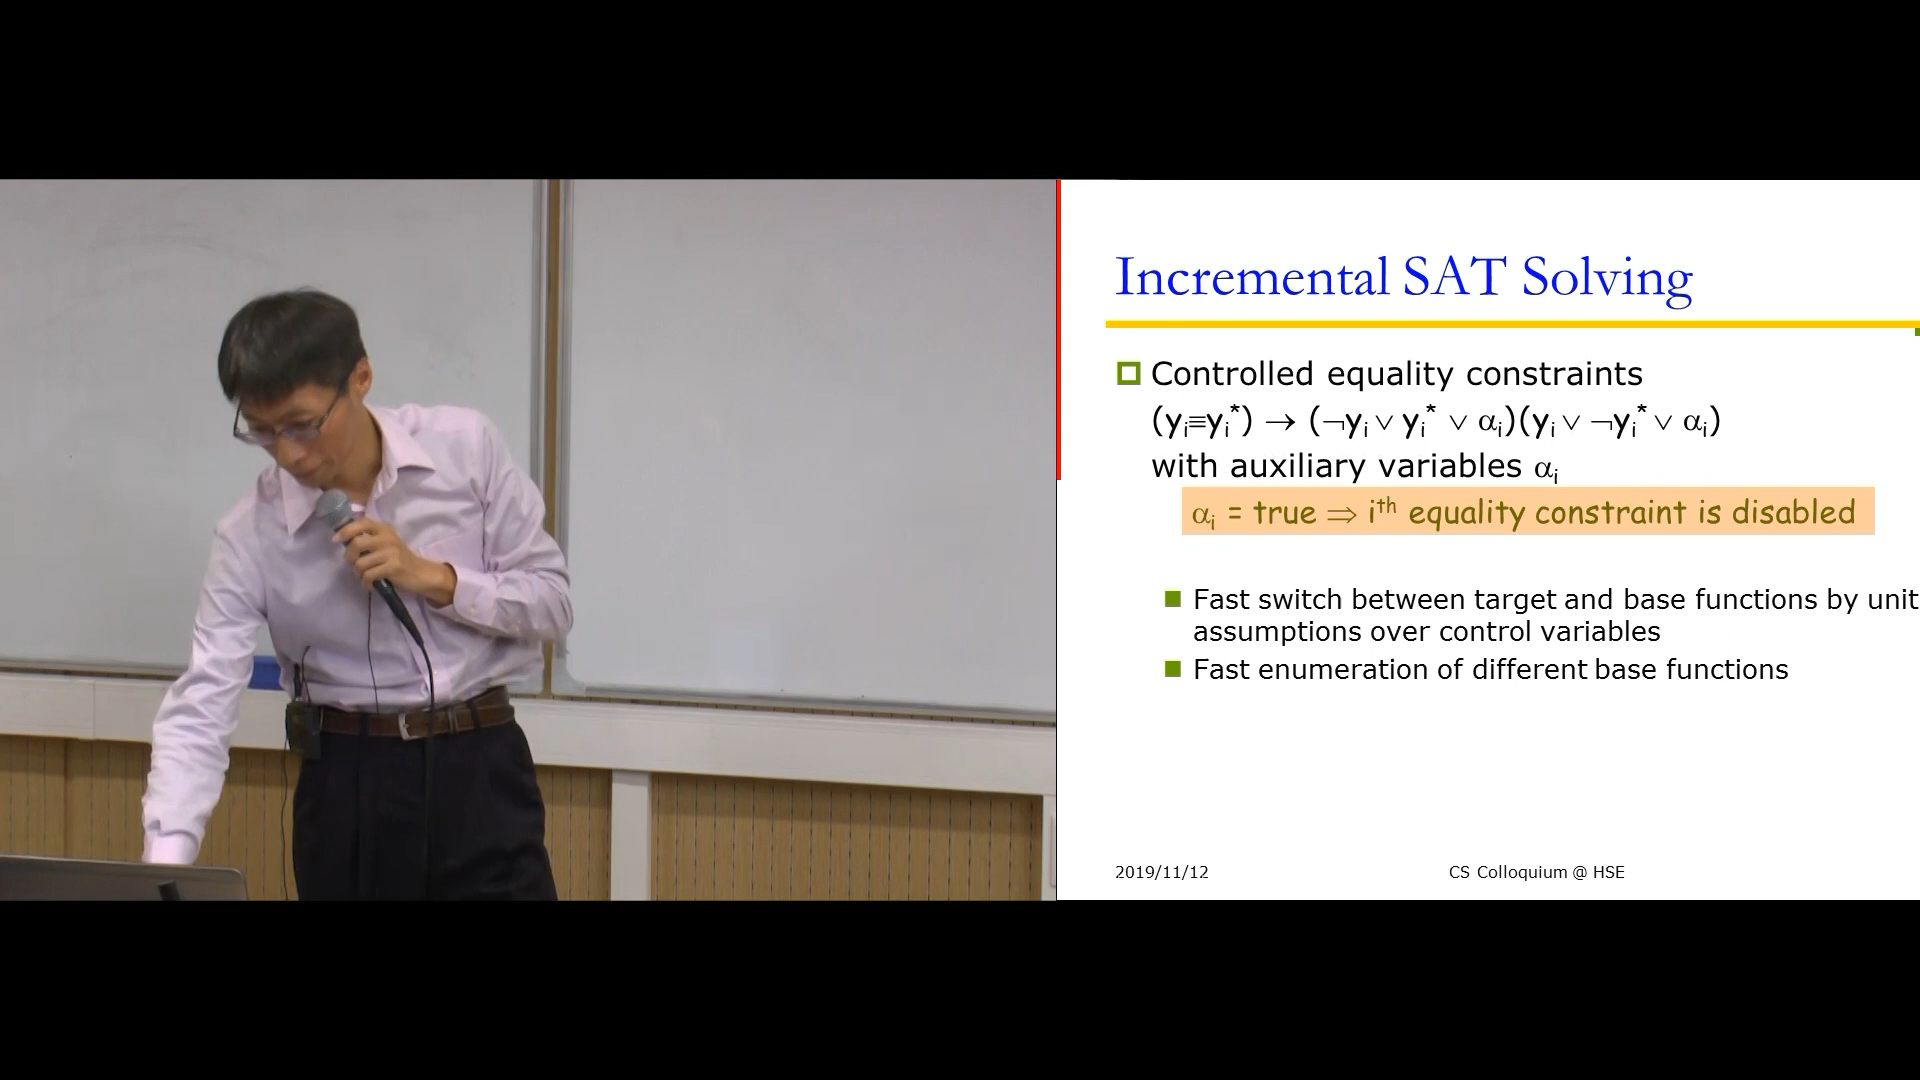 Incremental SAT Solving
Controlled equality constraints
(yᵢ≡yᵢ*) → (¬yᵢ ∨ yᵢ* ∨ αᵢ)(yᵢ ∨ ¬yᵢ* ∨ αᵢ)
with auxiliary variables αᵢ
αᵢ = true ⇒ iᵗʰ equality constraint is disabled
Fast switch between target and base functions by unit
assumptions over control variables
Fast enumeration of different base functions
2019/11/12
CS Colloquium @ HSE